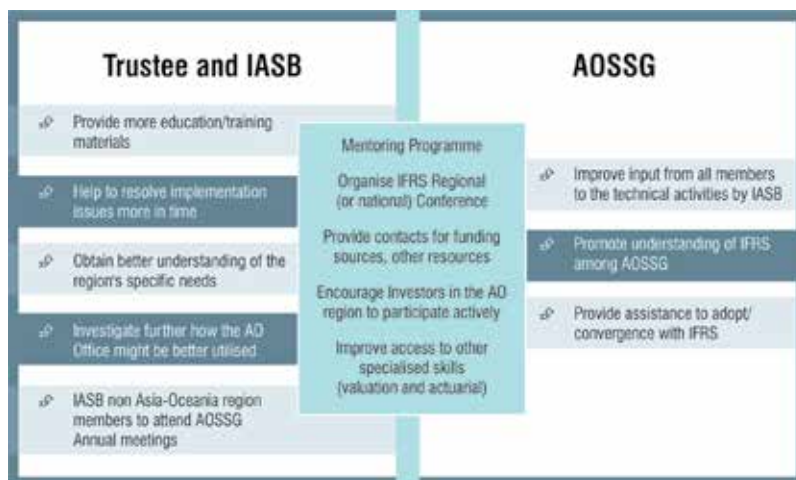 Trustee and IASB
Provide more education/training
materials
Help to resolve implementation
issues more in time
Obtain better understanding of the
region's specific needs
Investigate further how the AO
Office might be better utilised
IASB non Asia-Oceania region
members to attend AOSSG
Annual meetings
Mentoring Programme
Organise IFRS Regional
(or national) Conference
Provide contacts for funding
sources, other resources
Encourage Investors in the AO
region to participate actively
Improve access to other
specialised skills
(valuation and actuarial)
AOSSG
Improve input from all members
to the technical activities by IASB
Promote understanding of IFRS
among AOSSG
Provide assistance to adopt/
convergence with IFRS